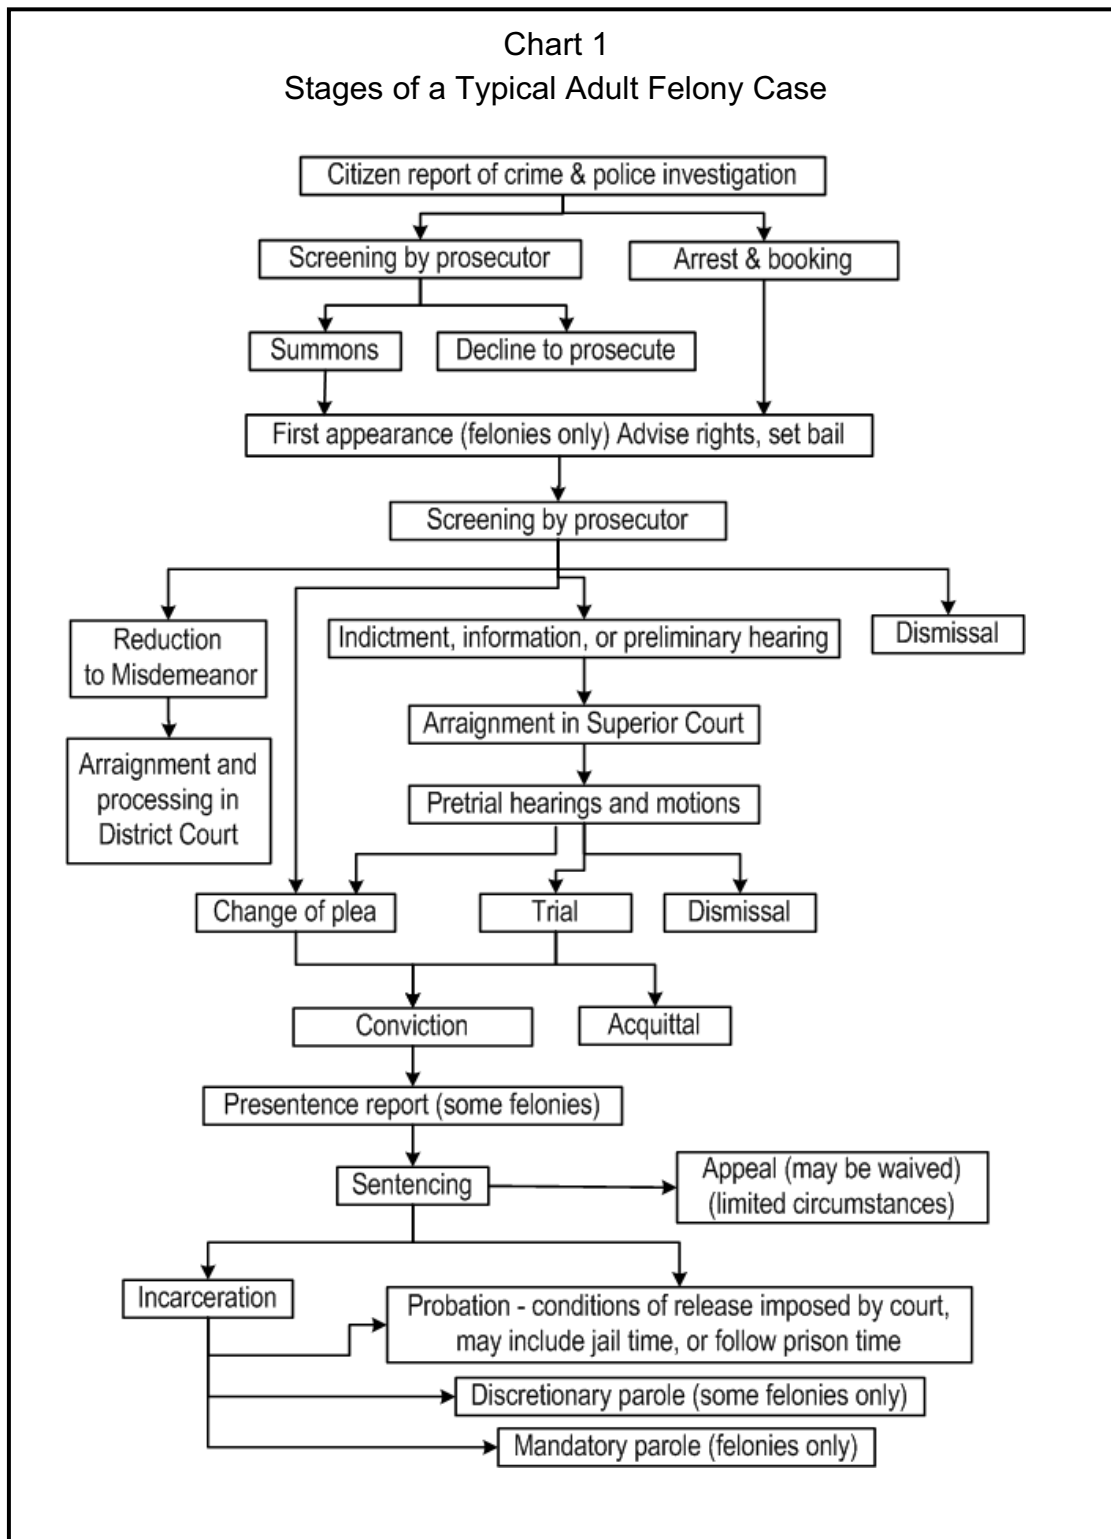 Chart 1
Stages of a Typical Adult Felony Case
Citizen report of crime & police investigation
Screening by prosecutor
Arrest & booking
Summons
Decline to prosecute
First appearance (felonies only) Advise rights, set bail
Screening by prosecutor
Reduction
to Misdemeanor
Indictment, information, or preliminary hearing
Dismissal
Arraignment in Superior Court
Arraignment and
processing in
District Court
Pretrial hearings and motions
Change of plea
Trial
Dismissal
Conviction
Acquittal
Presentence report (some felonies)
Sentencing
Appeal (may be waived)
(limited circumstances)
Incarceration
Probation - conditions of release imposed by court,
may include jail time, or follow prison time
Discretionary parole (some felonies only)
Mandatory parole (felonies only)